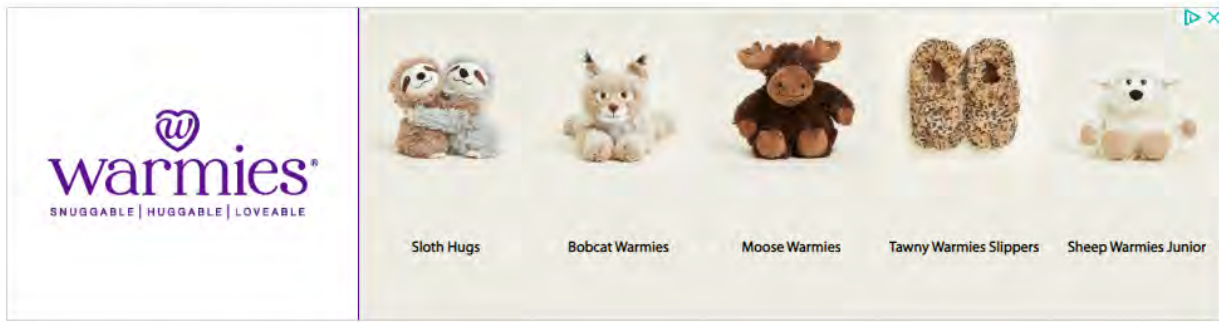 w
warmies®
SNUGGABLE | HUGGABLE | LOVEABLE
Sloth Hugs
Bobcat Warmies
Moose Warmies
Tawny Warmies Slippers
Sheep Warmies Junior